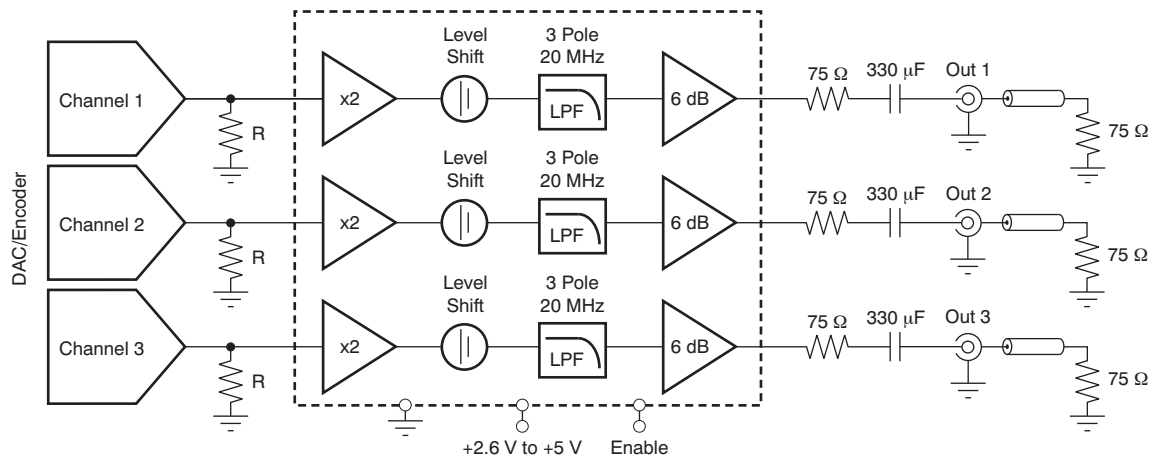 Level
Shift
3 Pole
20 MHz
Channel 1
x2
LPF
6 dB
75 Ω
330 μF
Out 1
R
75 Ω
DAC/Encoder
Level
Shift
3 Pole
20 MHz
Channel 2
x2
LPF
6 dB
75 Ω
330 μF
Out 2
R
75 Ω
Level
Shift
3 Pole
20 MHz
Channel 3
x2
LPF
6 dB
75 Ω
330 μF
Out 3
R
75 Ω
+2.6 V to +5 V
Enable